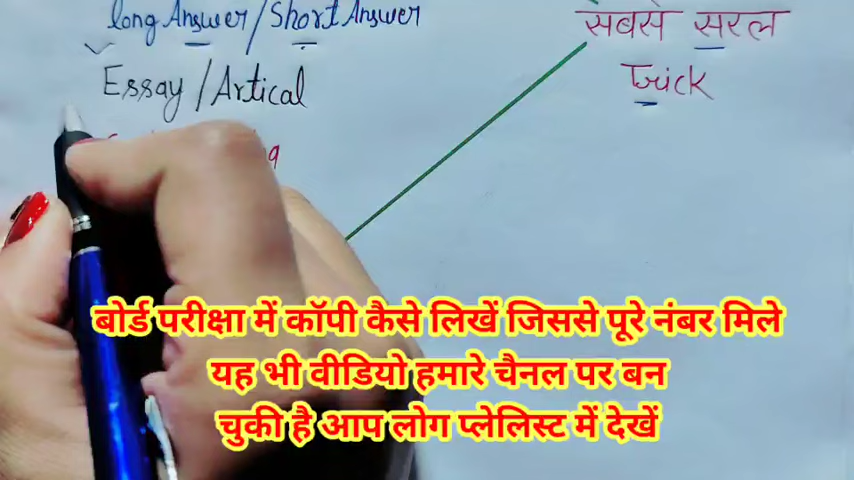 long Answer/Short Answer
Essay/Artical
सबसे सरल
Trick
बोर्ड परीक्षा में कॉपी कैसे लिखें जिससे पूरे नंबर मिले
यह भी वीडियो हमारे चैनल पर बन
चुकी है आप लोग प्लेलिस्ट में देखें